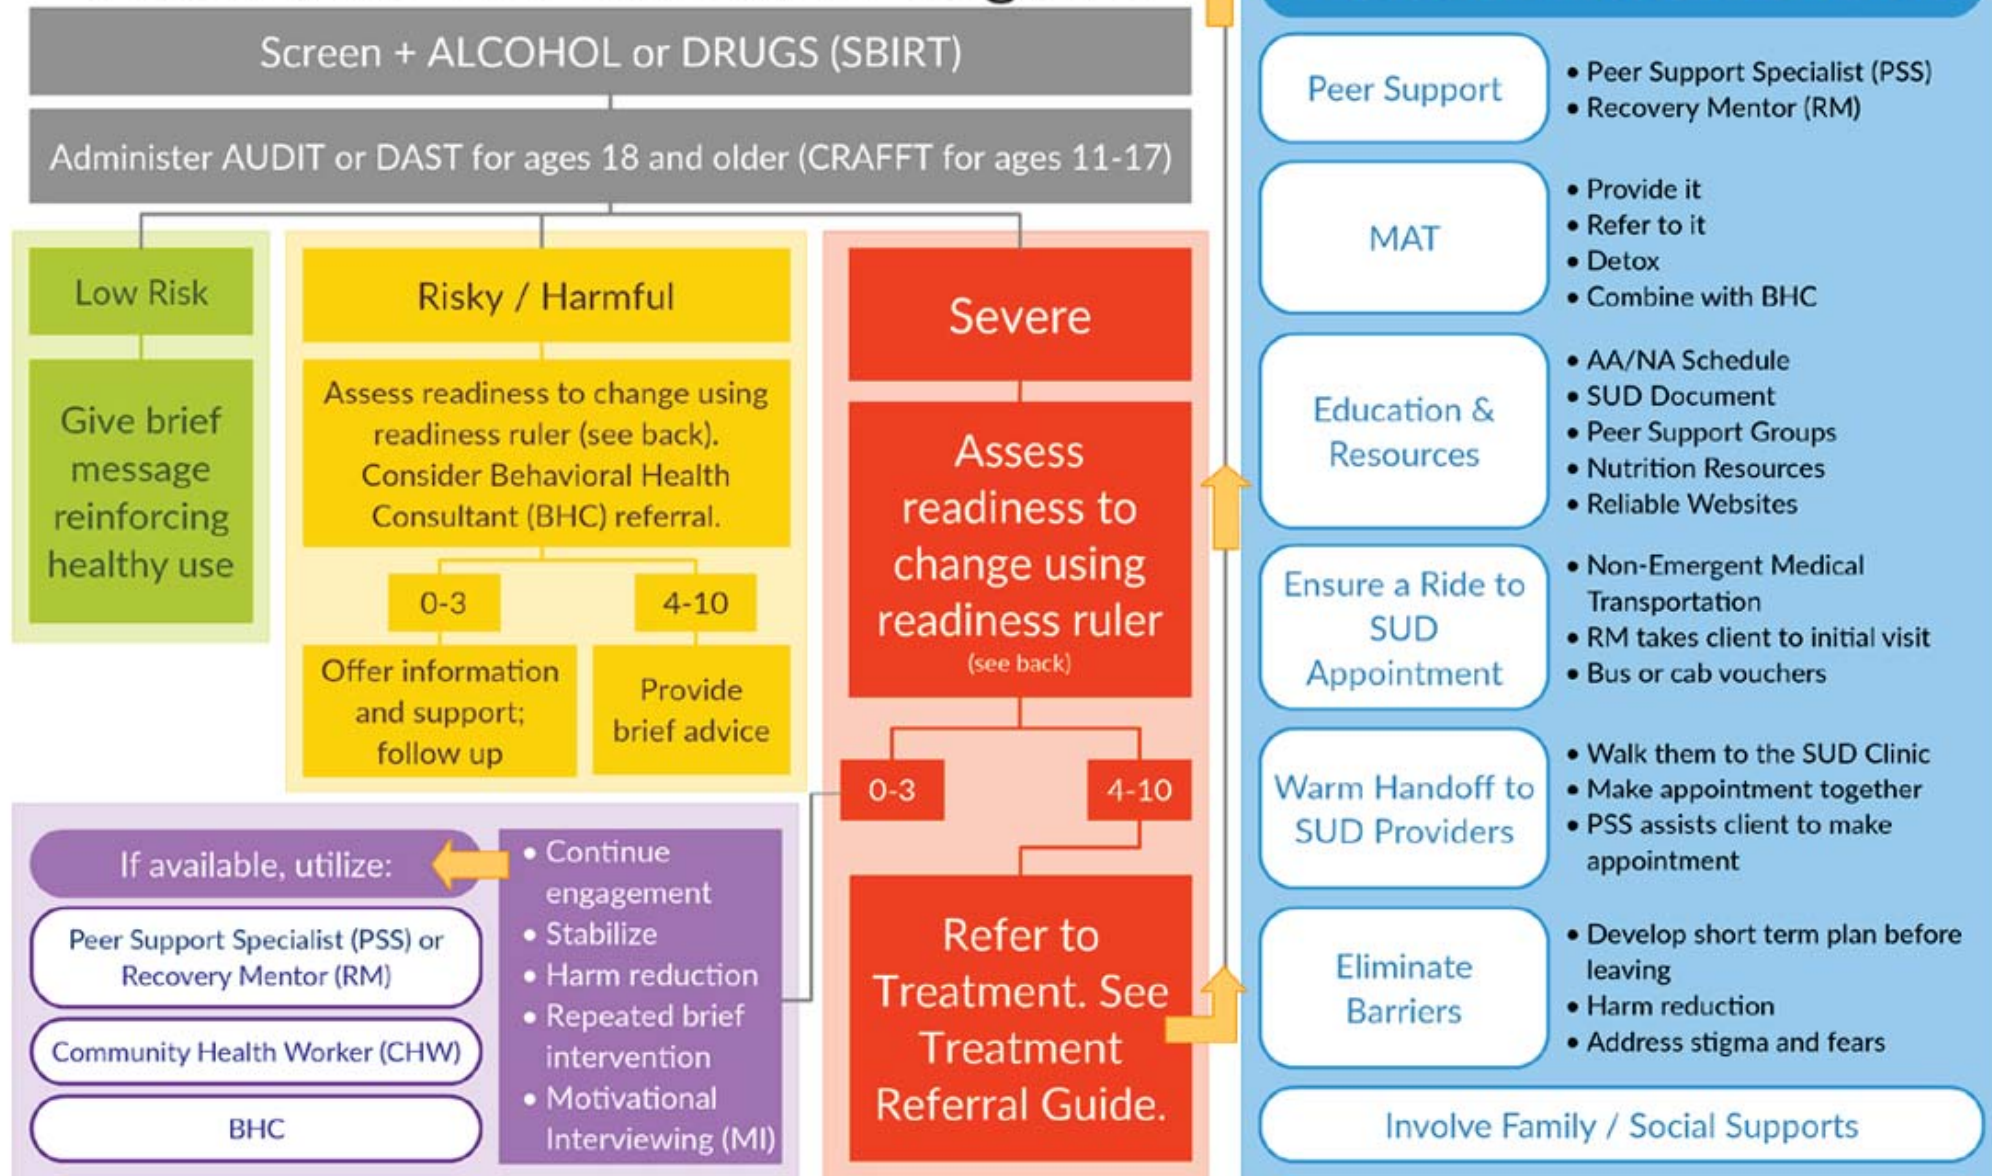 Screen + ALCOHOL or DRUGS (SBIRT)
Administer AUDIT or DAST for ages 18 and older (CRAFFT for ages 11-17)
Low Risk
Give brief
message
reinforcing
healthy use
Risky / Harmful
Assess readiness to change using
readiness ruler (see back).
Consider Behavioral Health
Consultant (BHC) referral.
0-3
Offer information
and support;
follow up
4-10
Provide
brief advice
Severe
Assess
readiness to
change using
readiness ruler
(see back)
0-3
4-10
Refer to
Treatment. See
Treatment
Referral Guide.
• Continue
engagement
• Stabilize
• Harm reduction
• Repeated brief
intervention
• Motivational
Interviewing (MI)
If available, utilize:
Peer Support Specialist (PSS) or
Recovery Mentor (RM)
Community Health Worker (CHW)
BHC
Peer Support
• Peer Support Specialist (PSS)
• Recovery Mentor (RM)
MAT
• Provide it
• Refer to it
• Detox
• Combine with BHC
Education &
Resources
• AA/NA Schedule
• SUD Document
• Peer Support Groups
• Nutrition Resources
• Reliable Websites
Ensure a Ride to
SUD
Appointment
• Non-Emergent Medical
Transportation
• RM takes client to initial visit
• Bus or cab vouchers
Warm Handoff to
SUD Providers
• Walk them to the SUD Clinic
• Make appointment together
• PSS assists client to make
appointment
Eliminate
Barriers
• Develop short term plan before
leaving
• Harm reduction
• Address stigma and fears
Involve Family / Social Supports